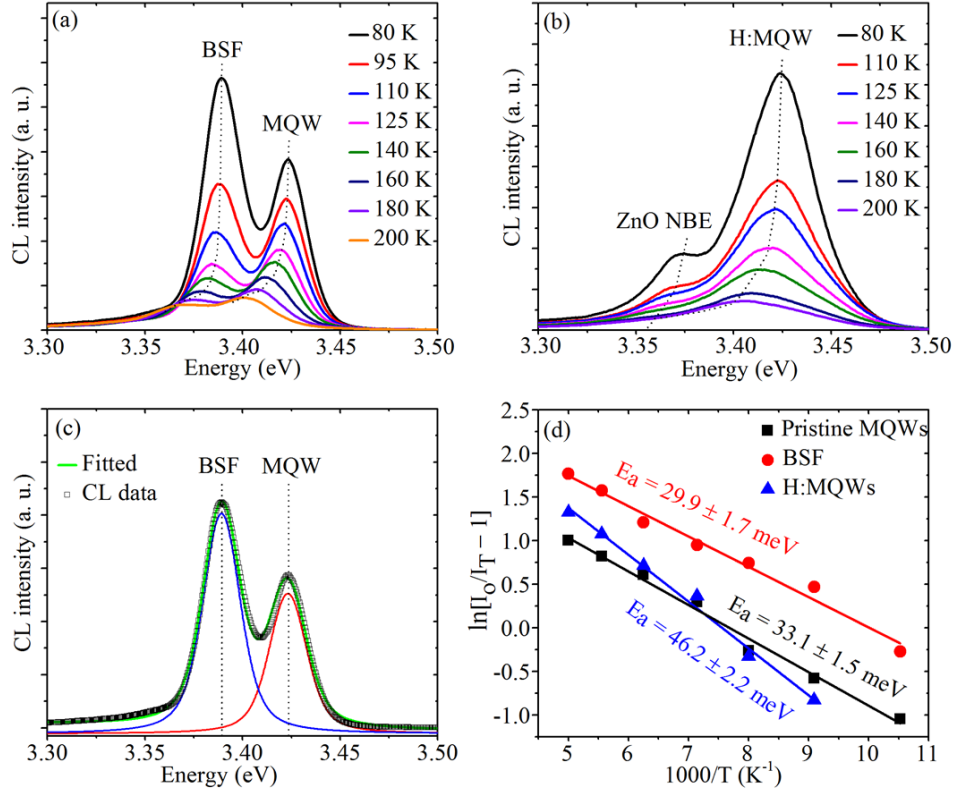 (a)
BSF
MQW
80 K
95 K
110 K
125 K
140 K
160 K
180 K
200 K
CL intensity (a. u.)
3.30 3.35 3.40 3.45 3.50
Energy (eV)
(b)
H:MQW
ZnO NBE
80 K
110 K
125 K
140 K
160 K
180 K
200 K
CL intensity (a. u.)
3.30 3.35 3.40 3.45 3.50
Energy (eV)
(c)
BSF MQW
Fitted
CL data
CL intensity (a. u.)
3.30 3.35 3.40 3.45 3.50
Energy (eV)
(d)
Pristine MQWs
BSF
H:MQWs
Ea = 29.9 ± 1.7 meV
Ea = 33.1 ± 1.5 meV
Ea = 46.2 ± 2.2 meV
ln[I_O/I_T − 1]
2.5
2.0
1.5
1.0
0.5
0.0
-0.5
-1.0
5 6 7 8 9 10 11
1000/T (K⁻¹)